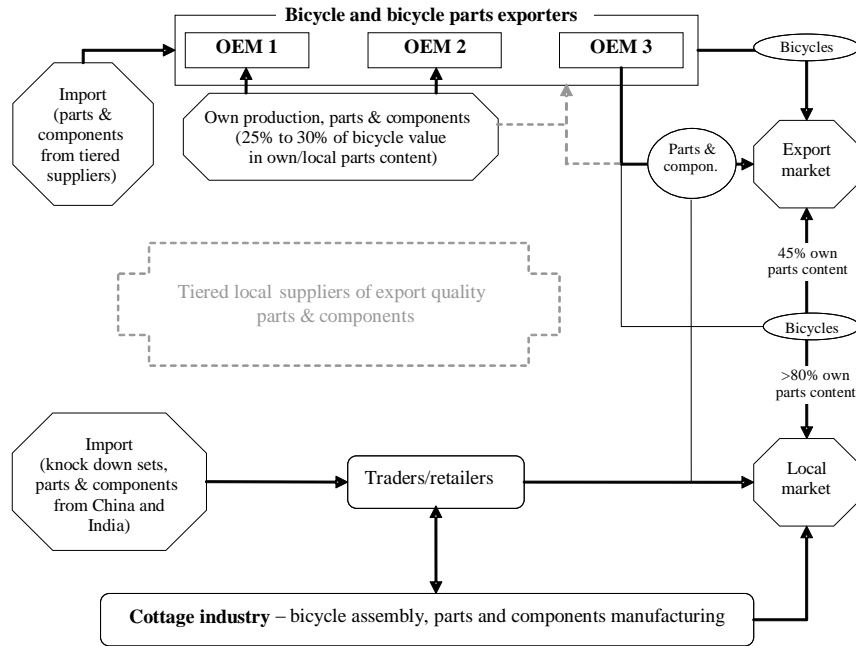 Bicycle and bicycle parts exporters
OEM 1
OEM 2
OEM 3
Bicycles
Import
(parts &
components
from tiered
suppliers)
Own production, parts & components
(25% to 30% of bicycle value
in own/local parts content)
Parts &
compon.
Export
market
45% own
parts content
Tiered local suppliers of export quality
parts & components
Bicycles
>80% own
parts content
Import
(knock down sets,
parts & components
from China and
India)
Traders/retailers
Local
market
Cottage industry – bicycle assembly, parts and components manufacturing